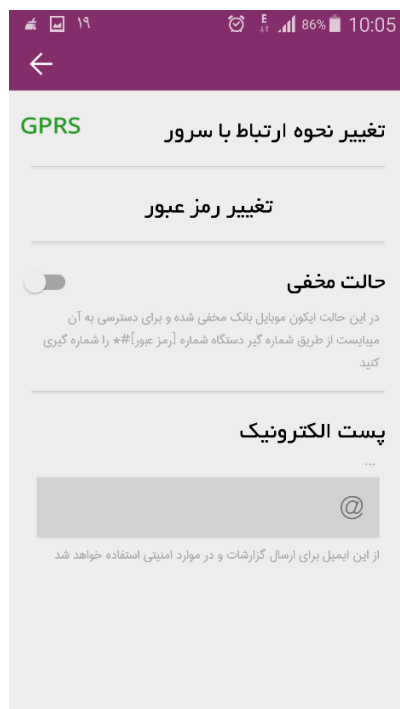 ۱۹ E 86% 10:05
تغییر نحوه ارتباط با سرور GPRS
تغییر رمز عبور
حالت مخفی
در این حالت ایکون موبایل بانک مخفی شده و برای دسترسی به آن
میبایست از طریق شماره گیر دستگاه شماره [رمز عبور]#* را شماره گیری
کنید
پست الکترونیک
...
@
از این ایمیل برای ارسال گزارشات و در موارد امنیتی استفاده خواهد شد